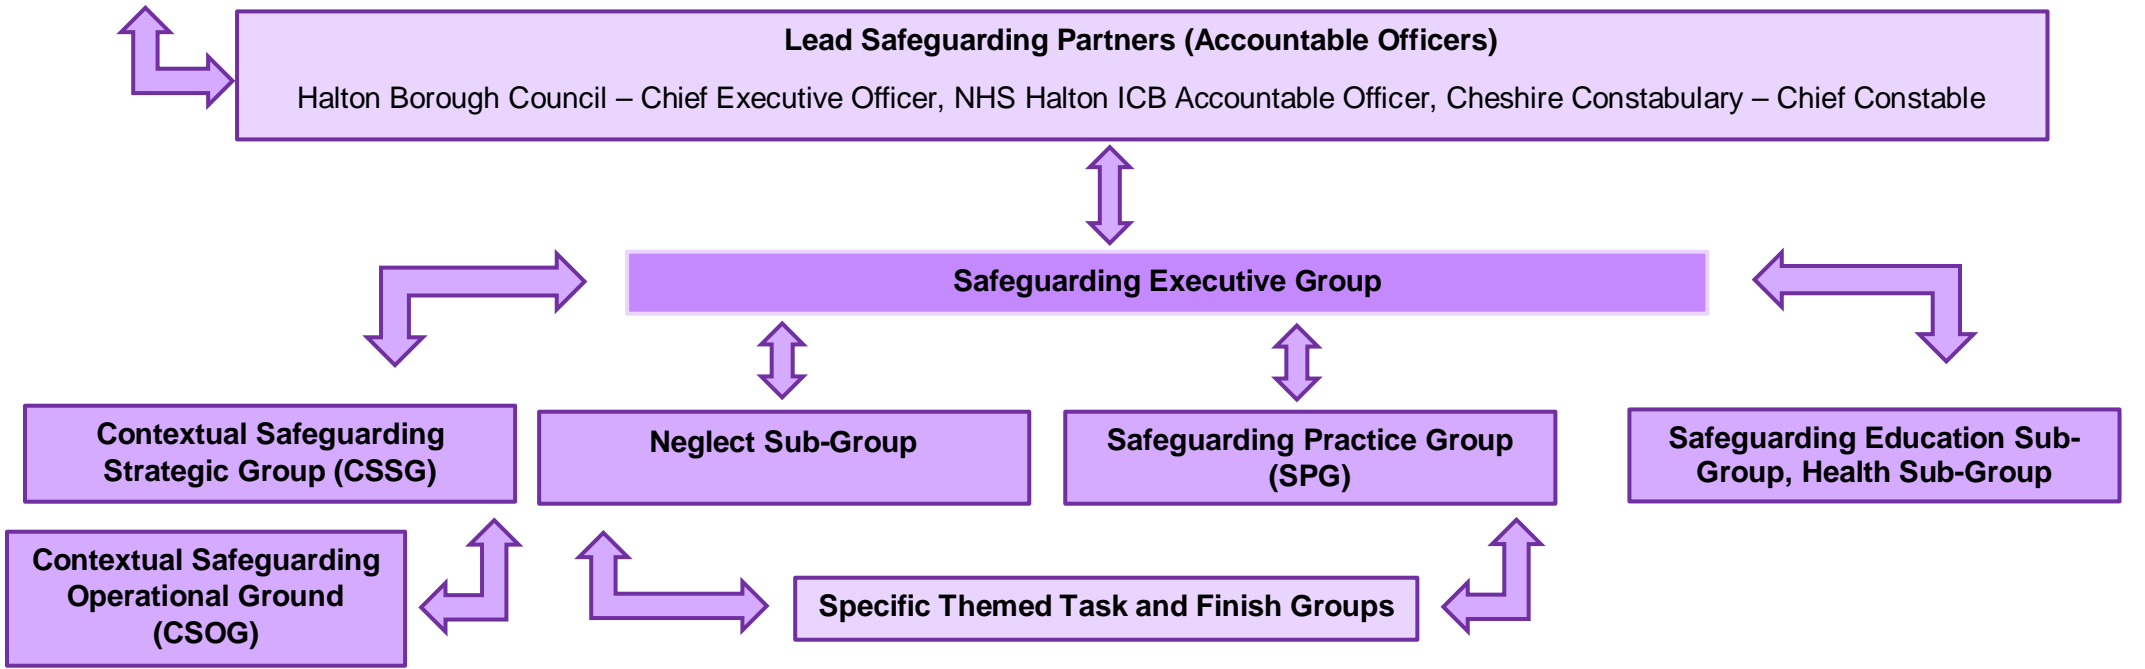 Lead Safeguarding Partners (Accountable Officers)
Halton Borough Council – Chief Executive Officer, NHS Halton ICB Accountable Officer, Cheshire Constabulary – Chief Constable
Safeguarding Executive Group
Contextual Safeguarding
Strategic Group (CSSG)
Neglect Sub-Group
Safeguarding Practice Group
(SPG)
Safeguarding Education Sub-
Group, Health Sub-Group
Contextual Safeguarding
Operational Ground
(CSOG)
Specific Themed Task and Finish Groups